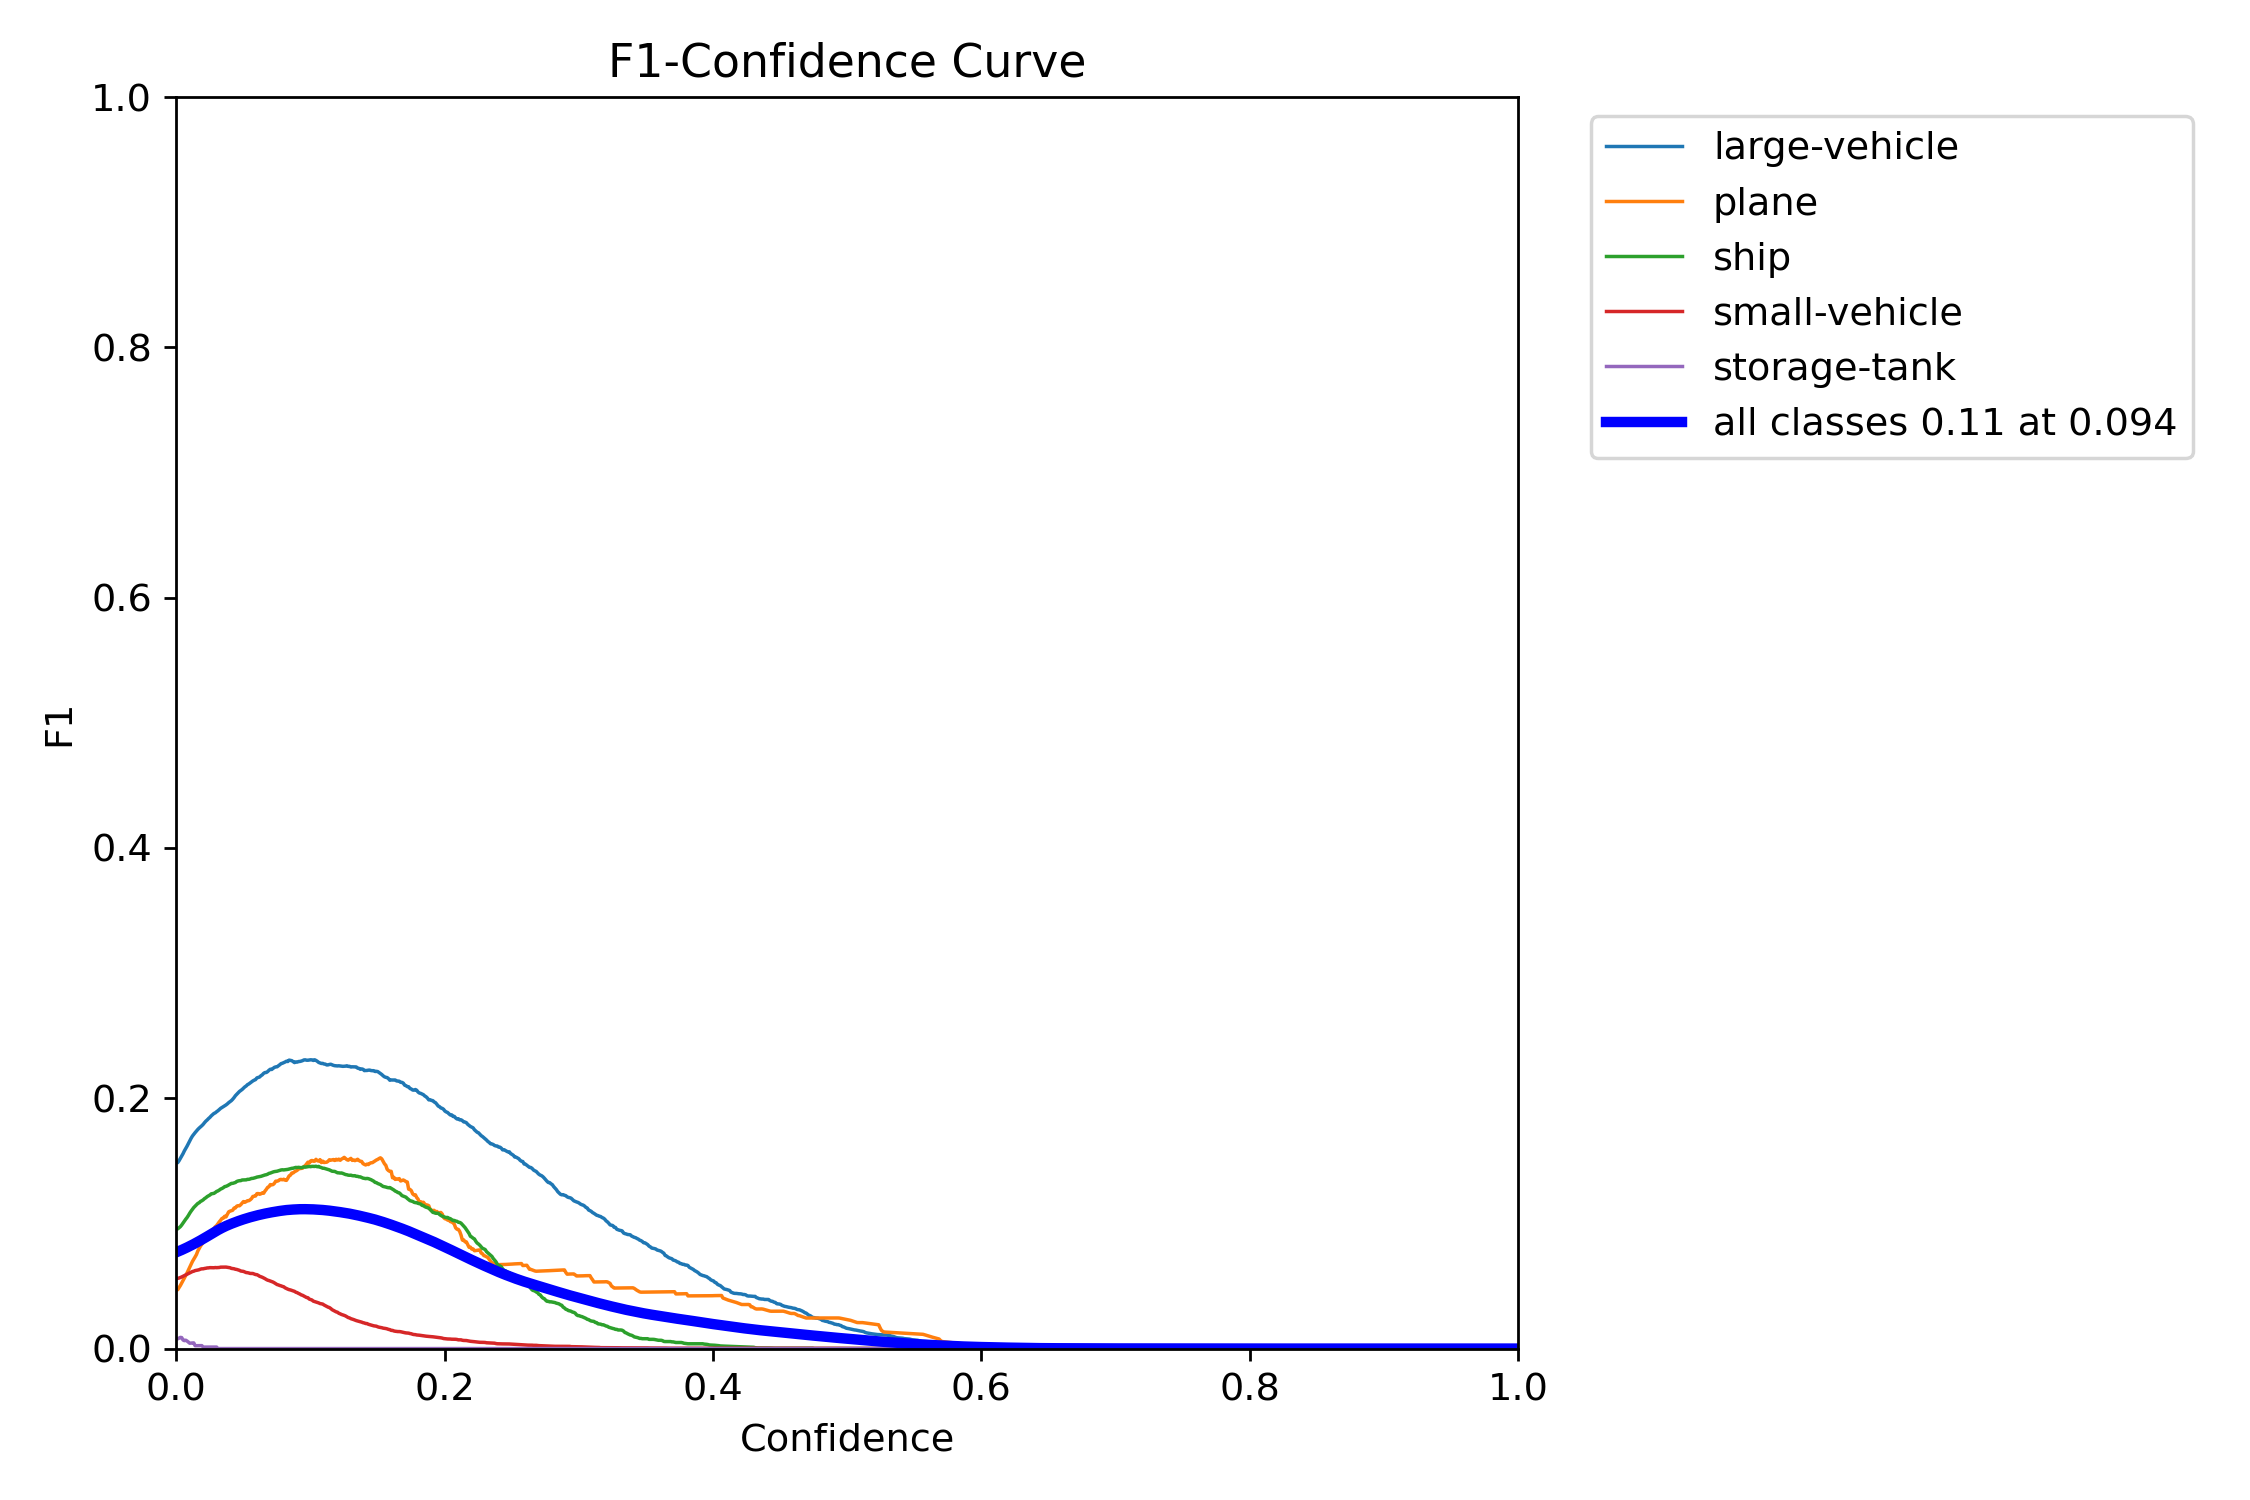 F1-Confidence Curve
1.0
0.8
0.6
0.4
0.2
0.0
F1
0.0 0.2 0.4 0.6 0.8 1.0
Confidence
large-vehicle
plane
ship
small-vehicle
storage-tank
all classes 0.11 at 0.094